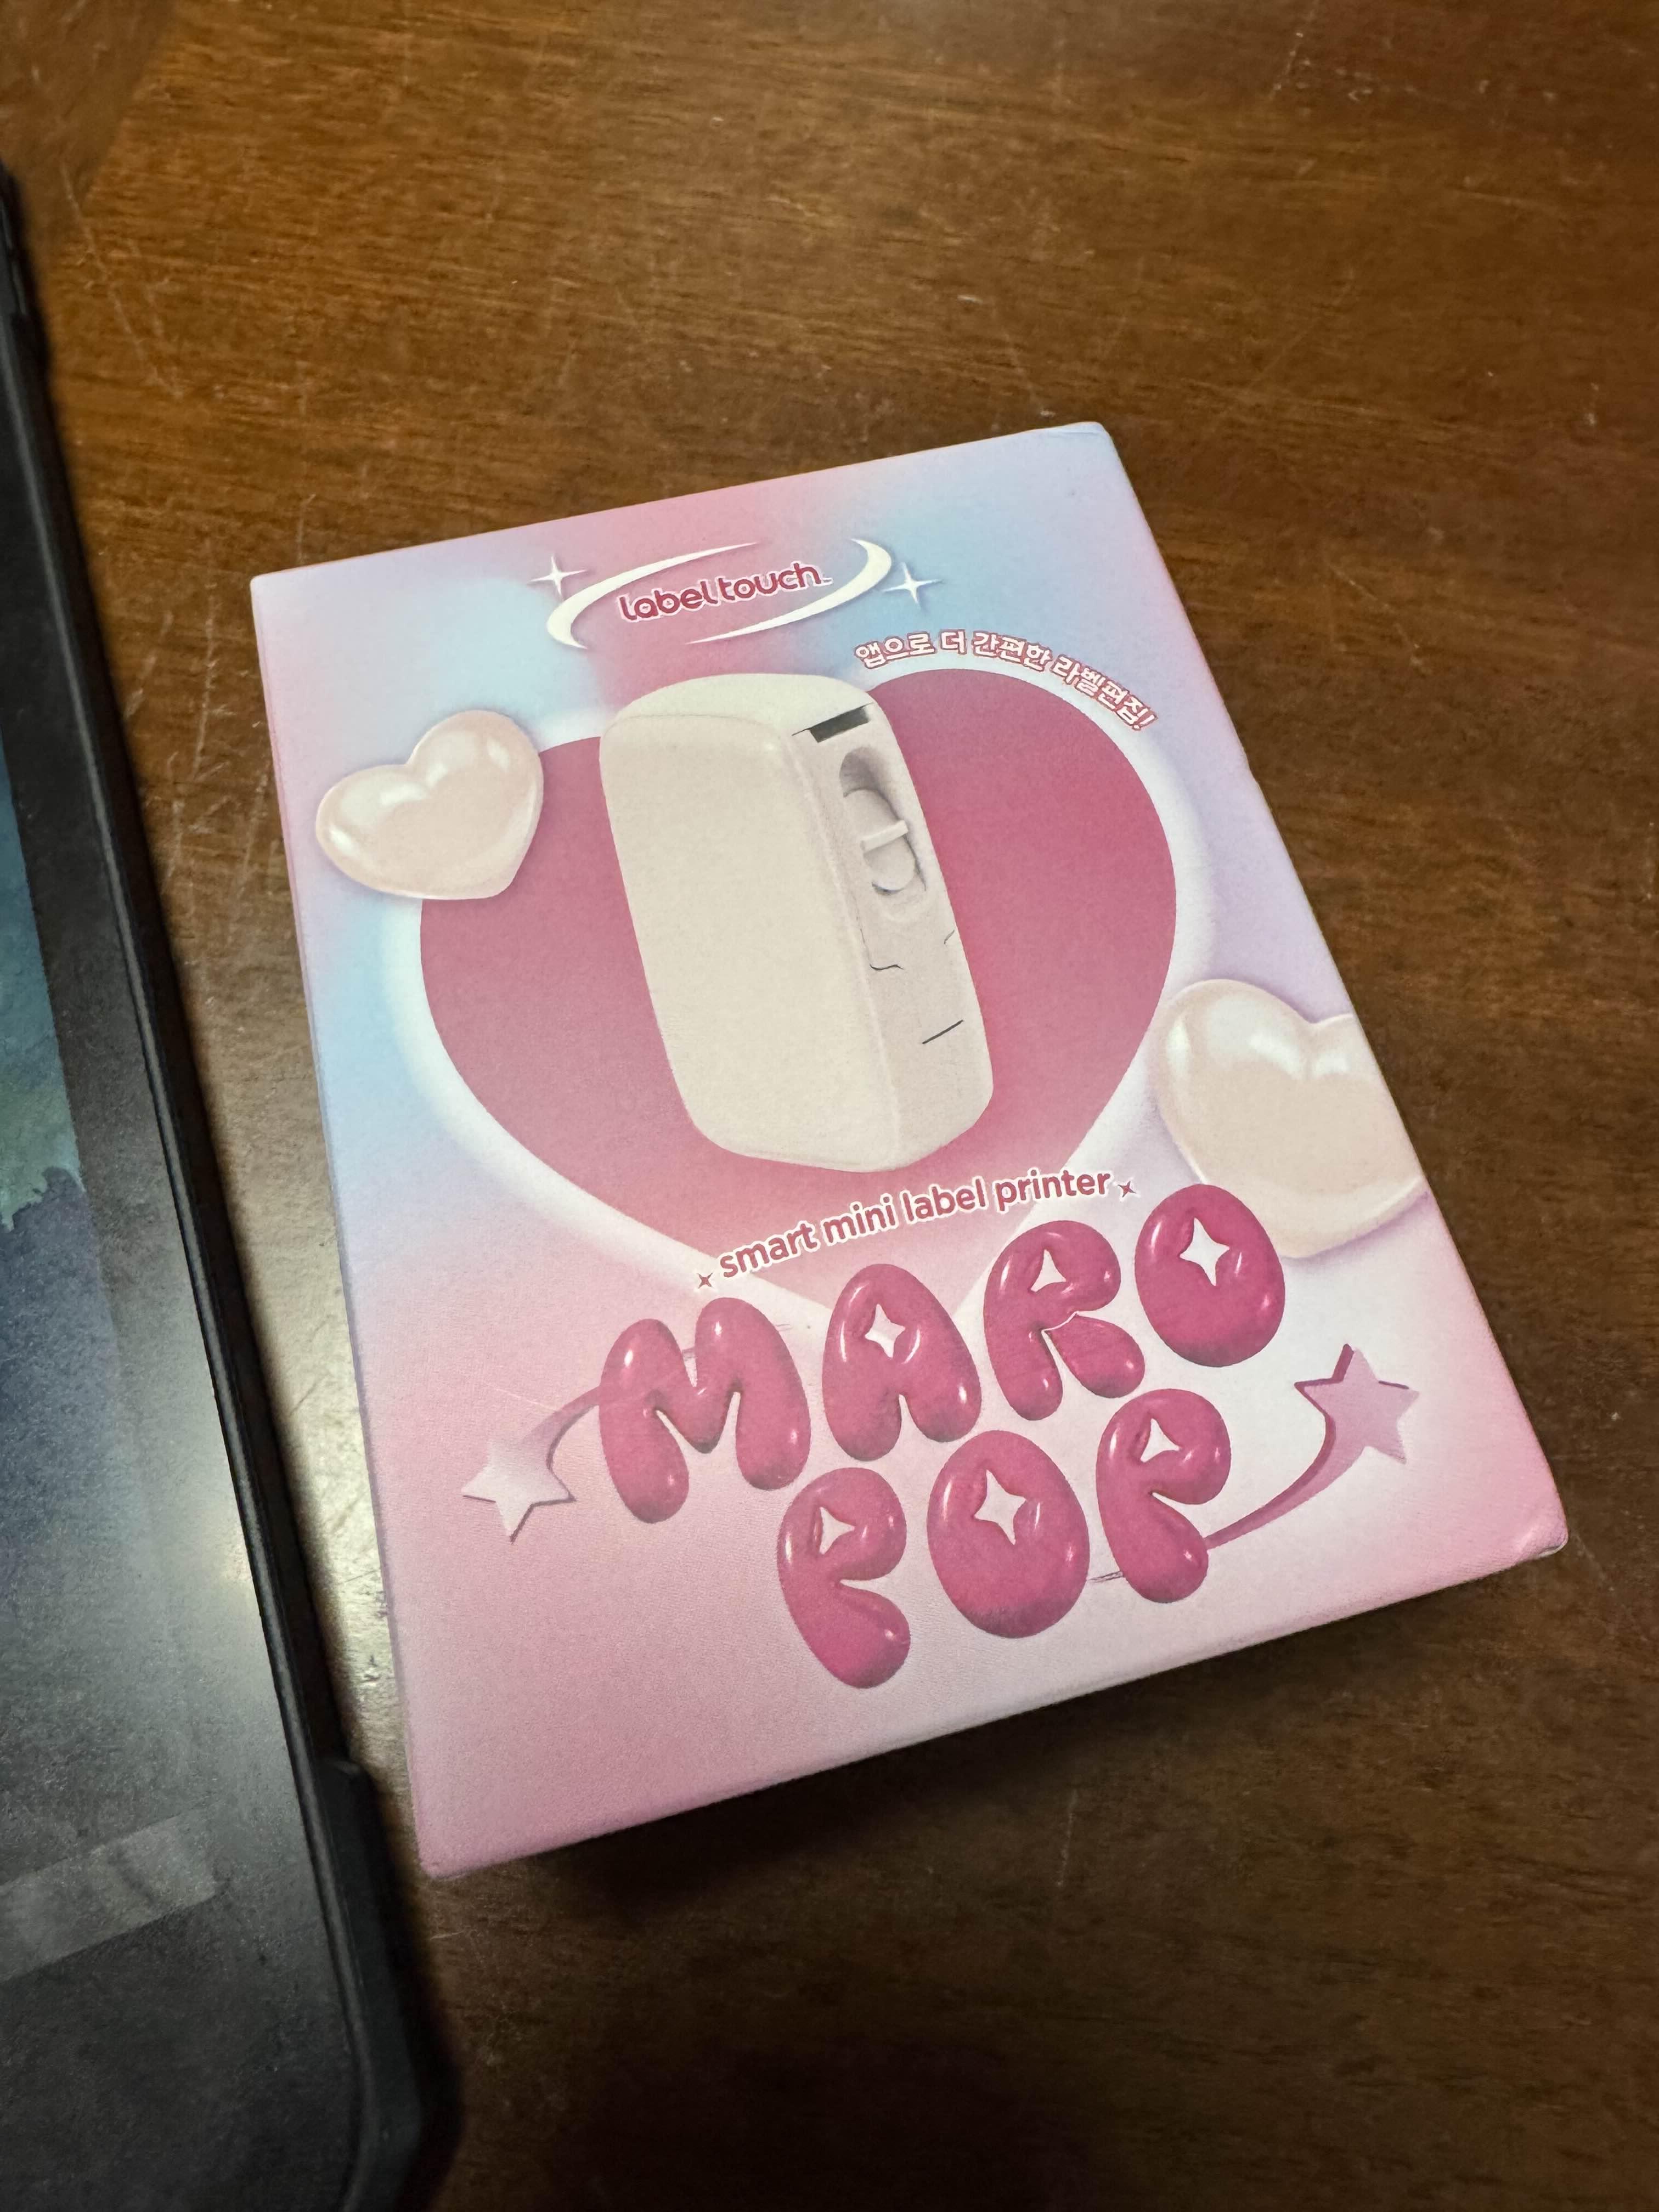 label touch
앱으로 더 간편한 라벨편집!
smart mini label printer
MARO
POP